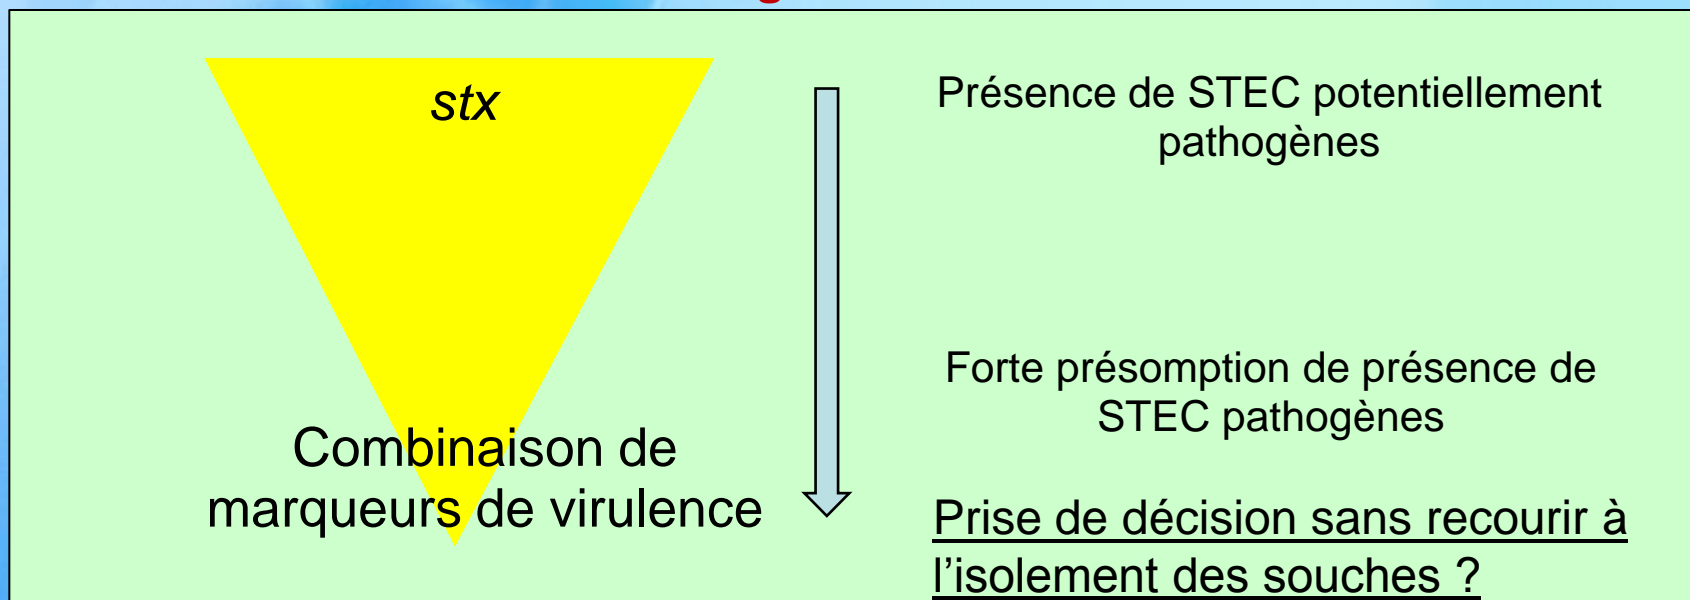 stx
Présence de STEC potentiellement
pathogènes
Forte présomption de présence de
STEC pathogènes
Combinaison de
marqueurs de virulence
Prise de décision sans recourir à
l'isolement des souches ?